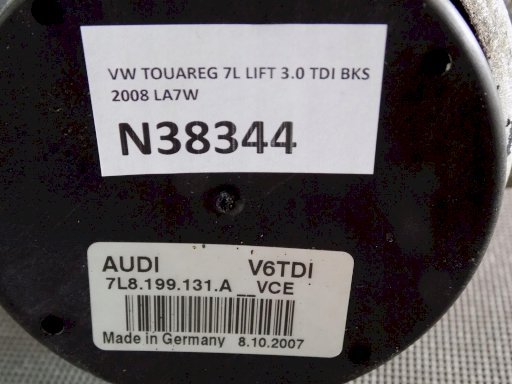 VW TOUAREG 7L LIFT 3.0 TDI BKS
2008 LA7W
N38344
AUDI V6TDI
7L8.199.131.A __VCE
Made in Germany 8.10.2007